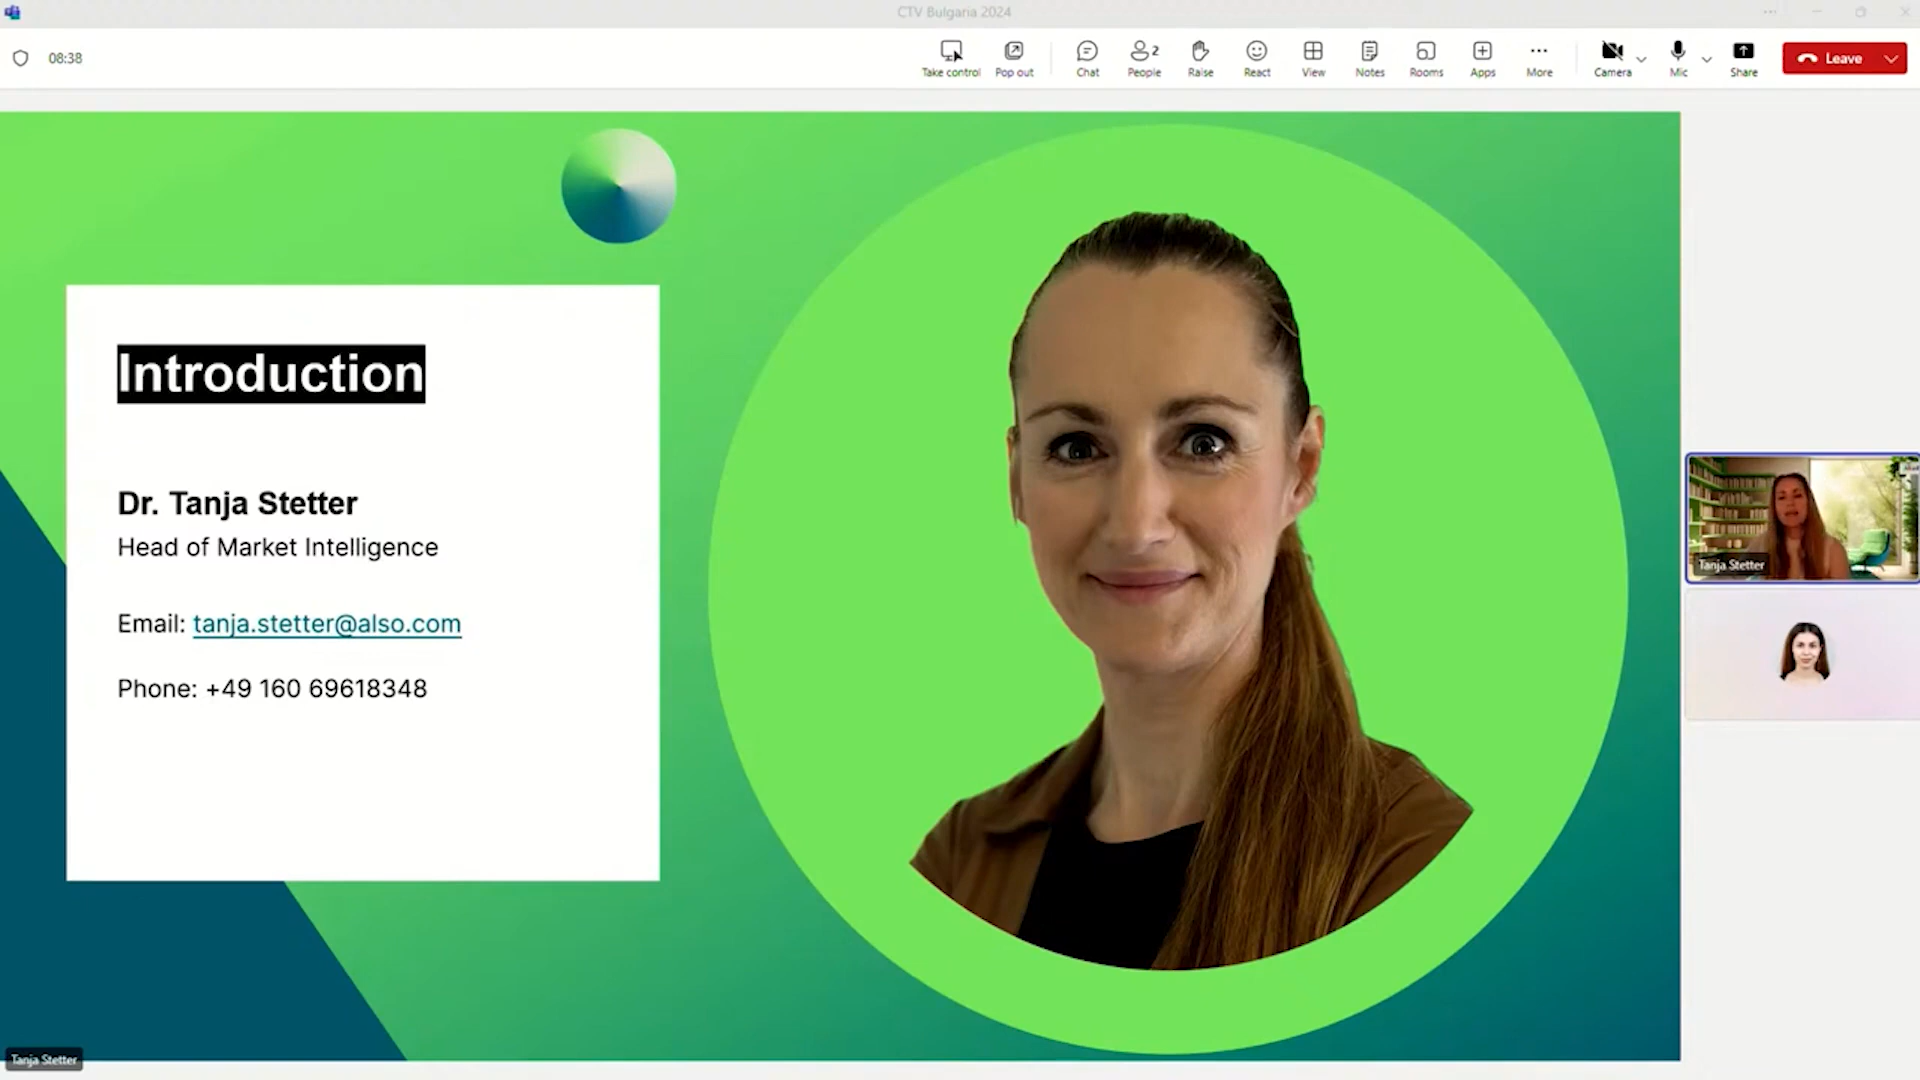 CTV Bulgaria 2024
08:38
Take control
Pop out
Chat
2
People
Raise
React
View
Notes
Rooms
Apps
More
Camera
Mic
Share
Leave
Introduction
Dr. Tanja Stetter
Head of Market Intelligence
Email: tanja.stetter@also.com
Phone: +49 160 69618348
Tanja Stetter
Tanja Stetter